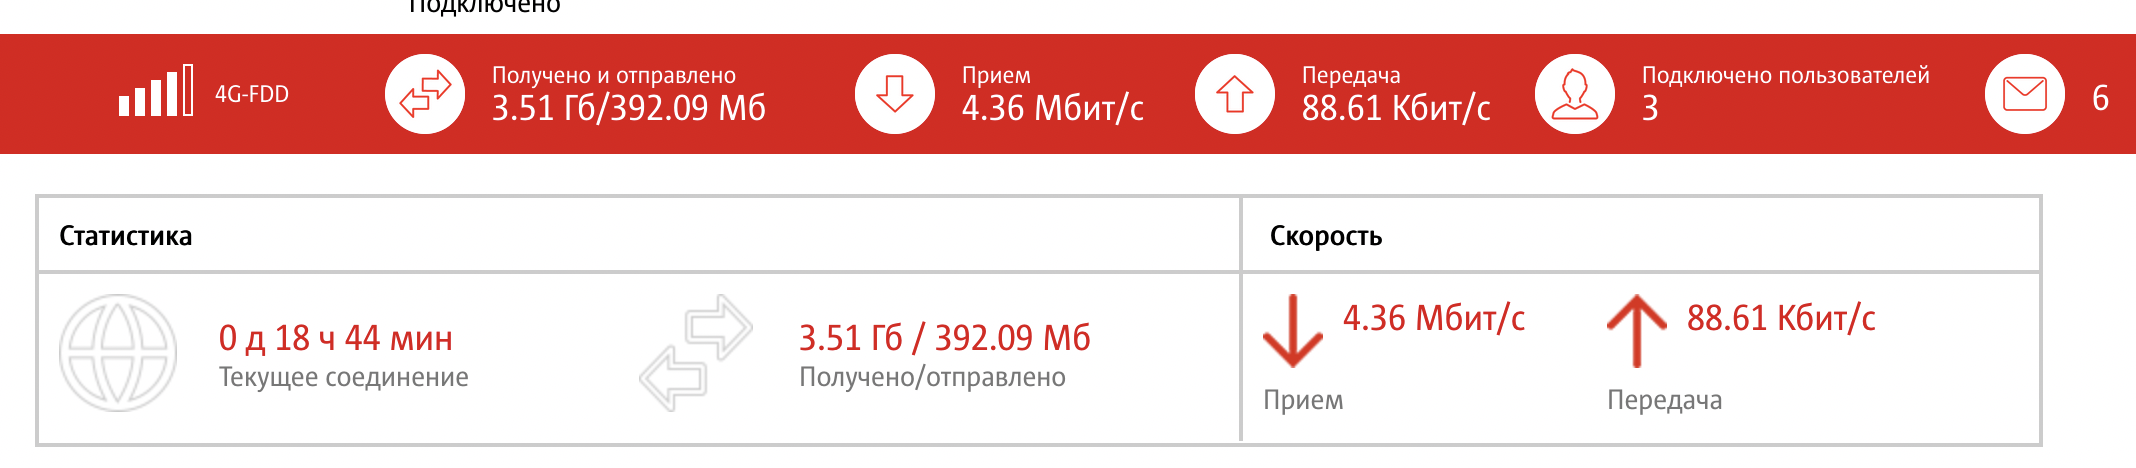 Подключено
4G-FDD
Получено и отправлено
3.51 Гб/392.09 Мб
Прием
4.36 Мбит/с
Передача
88.61 Кбит/с
Подключено пользователей
3
6
Статистика
Скорость
0 д 18 ч 44 мин
Текущее соединение
3.51 Гб / 392.09 Мб
Получено/отправлено
4.36 Мбит/с
Прием
88.61 Кбит/с
Передача